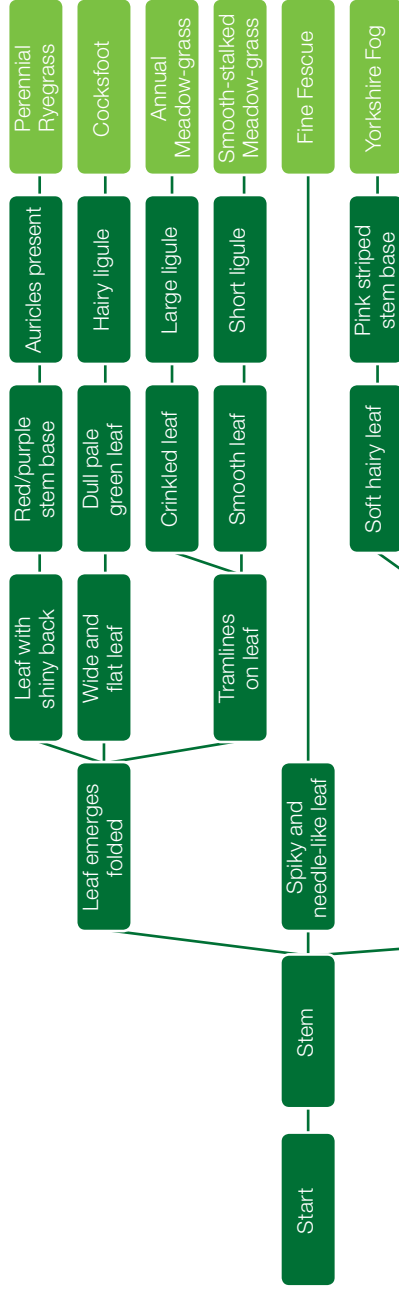 Perennial
Ryegrass
Cocksfoot
Annual
Meadow-grass
Smooth-stalked
Meadow-grass
Fine Fescue
Yorkshire Fog
Auricles present
Hairy ligule
Large ligule
Short ligule
Pink striped
stem base
Red/purple
stem base
Dull pale
green leaf
Crinkled leaf
Smooth leaf
Soft hairy leaf
Leaf with
shiny back
Wide and
flat leaf
Tramlines
on leaf
Leaf emerges
folded
Spiky and
needle-like leaf
Stem
Start